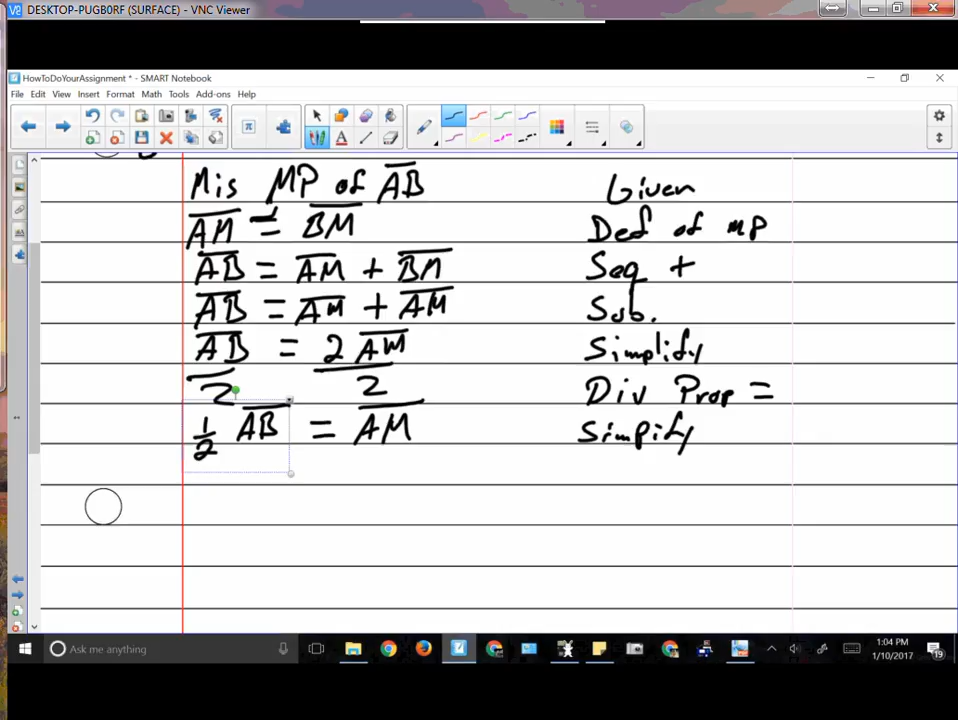 DESKTOP-PUGB0RF (SURFACE) - VNC Viewer
HowToDoYourAssignment * - SMART Notebook
File Edit View Insert Format Math Tools Add-ons Help
M is MP of AB Given
AM = BM Def of MP
AB = AM + BM Seg +
AB = AM + AM Sub.
AB = 2 AM Simplify
2 2 Div Prop =
1/2 AB = AM Simpify
Ask me anything
1:04 PM
1/10/2017
19